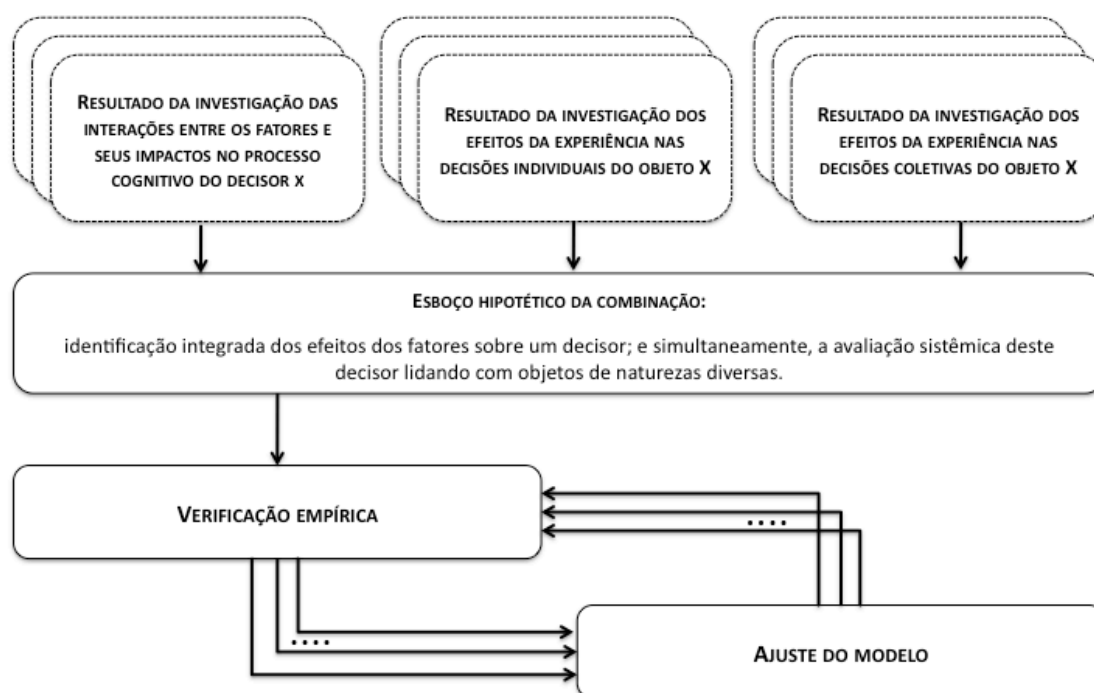 RESULTADO DA INVESTIGAÇÃO DAS
INTERAÇÕES ENTRE OS FATORES E
SEUS IMPACTOS NO PROCESSO
COGNITIVO DO DECISOR X
RESULTADO DA INVESTIGAÇÃO DOS
EFEITOS DA EXPERIÊNCIA NAS
DECISÕES INDIVIDUAIS DO OBJETO X
RESULTADO DA INVESTIGAÇÃO DOS
EFEITOS DA EXPERIÊNCIA NAS
DECISÕES COLETIVAS DO OBJETO X
ESBOÇO HIPOTÉTICO DA COMBINAÇÃO:
identificação integrada dos efeitos dos fatores sobre um decisor; e simultaneamente, a avaliação sistêmica deste
decisor lidando com objetos de naturezas diversas.
VERIFICAÇÃO EMPÍRICA
....
....
AJUSTE DO MODELO